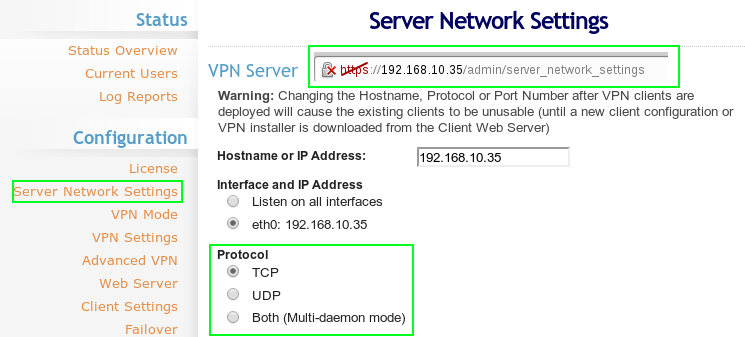 Status
Status Overview
Current Users
Log Reports
Configuration
License
Server Network Settings
VPN Mode
VPN Settings
Advanced VPN
Web Server
Client Settings
Failover
Server Network Settings
VPN Server
https://192.168.10.35/admin/server_network_settings
Warning: Changing the Hostname, Protocol or Port Number after VPN clients are
deployed will cause the existing clients to be unusable (until a new client configuration or
VPN installer is downloaded from the Client Web Server)
Hostname or IP Address: 192.168.10.35
Interface and IP Address
Listen on all interfaces
eth0: 192.168.10.35
Protocol
TCP
UDP
Both (Multi-daemon mode)